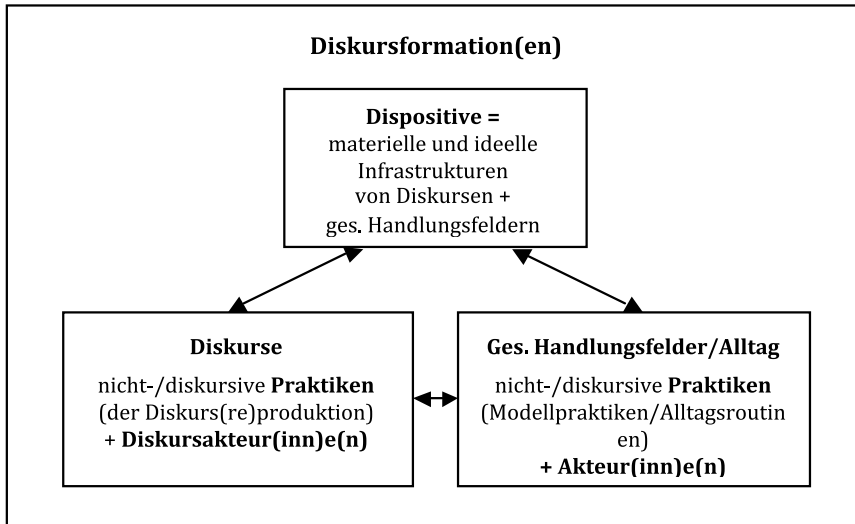 Diskursformation(en)
Dispositive =
materielle und ideelle
Infrastrukturen
von Diskursen +
ges. Handlungsfeldern
Diskurse
nicht-/diskursive Praktiken
(der Diskurs(re)produktion)
+ Diskursakteur(inn)e(n)
Ges. Handlungsfelder/Alltag
nicht-/diskursive Praktiken
(Modellpraktiken/Alltagsroutin
en)
+ Akteur(inn)e(n)